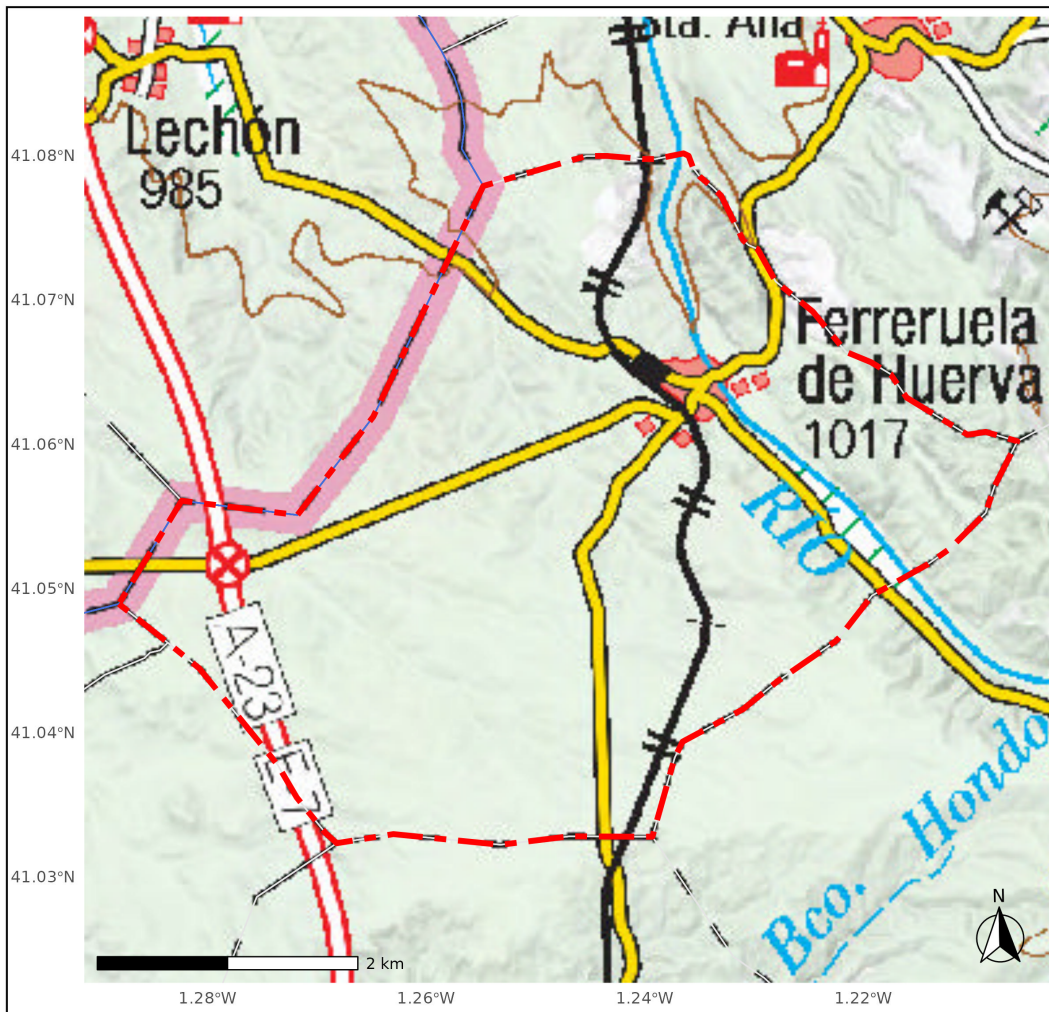 Sta. Ana
Lechón
985
41.08°N
41.07°N
Ferreruela
de Huerva
1017
41.06°N
RÍO
41.05°N
A-23
41.04°N
E-7
Bco. Hondo
41.03°N
N
2 km
1.28°W
1.26°W
1.24°W
1.22°W